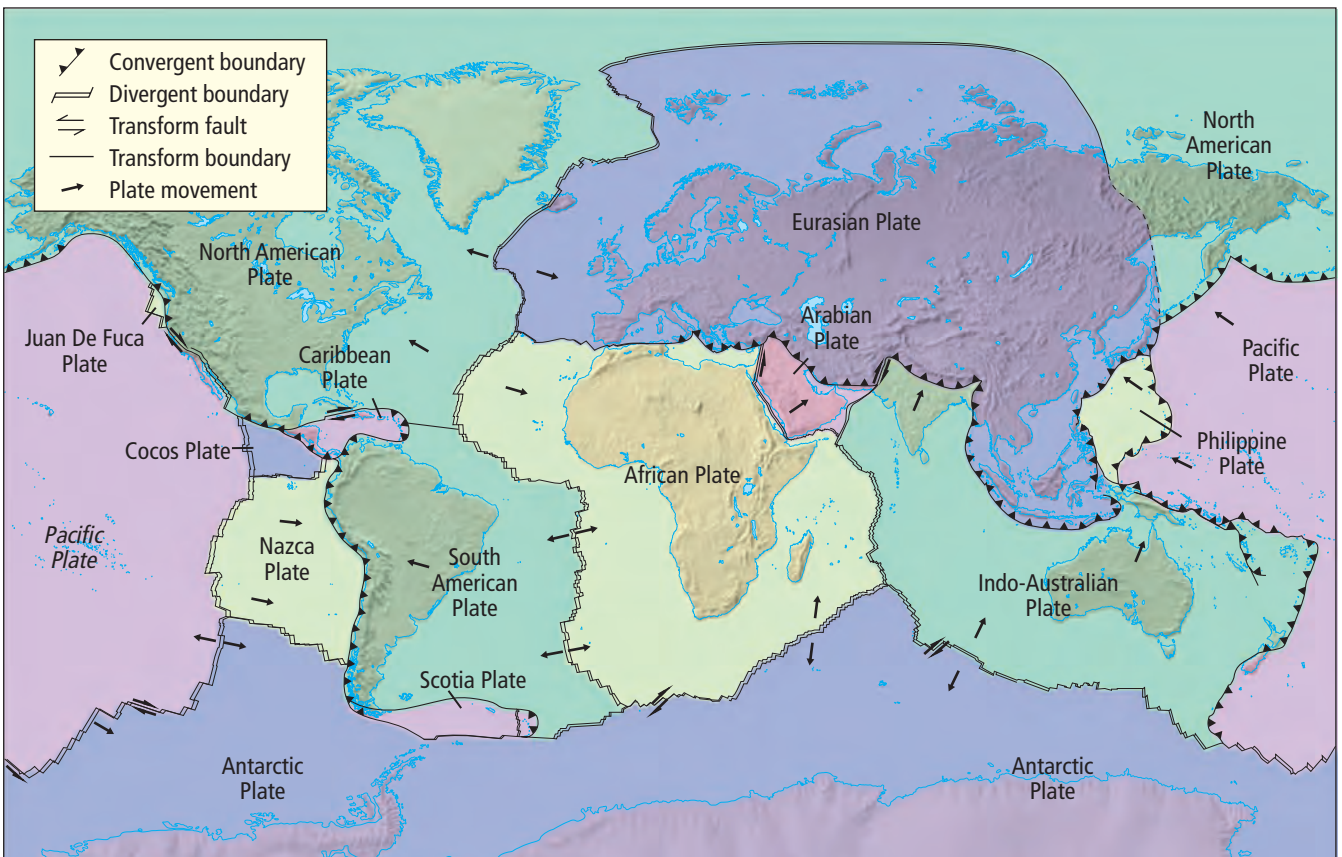 Convergent boundary
Divergent boundary
Transform fault
Transform boundary
Plate movement
North
American
Plate
Eurasian Plate
North American
Plate
Arabian
Plate
Juan De Fuca
Plate
Caribbean
Plate
Pacific
Plate
Cocos Plate
Philippine
Plate
African Plate
Pacific
Plate
Nazca
Plate
South
American
Plate
Indo-Australian
Plate
Scotia Plate
Antarctic
Plate
Antarctic
Plate